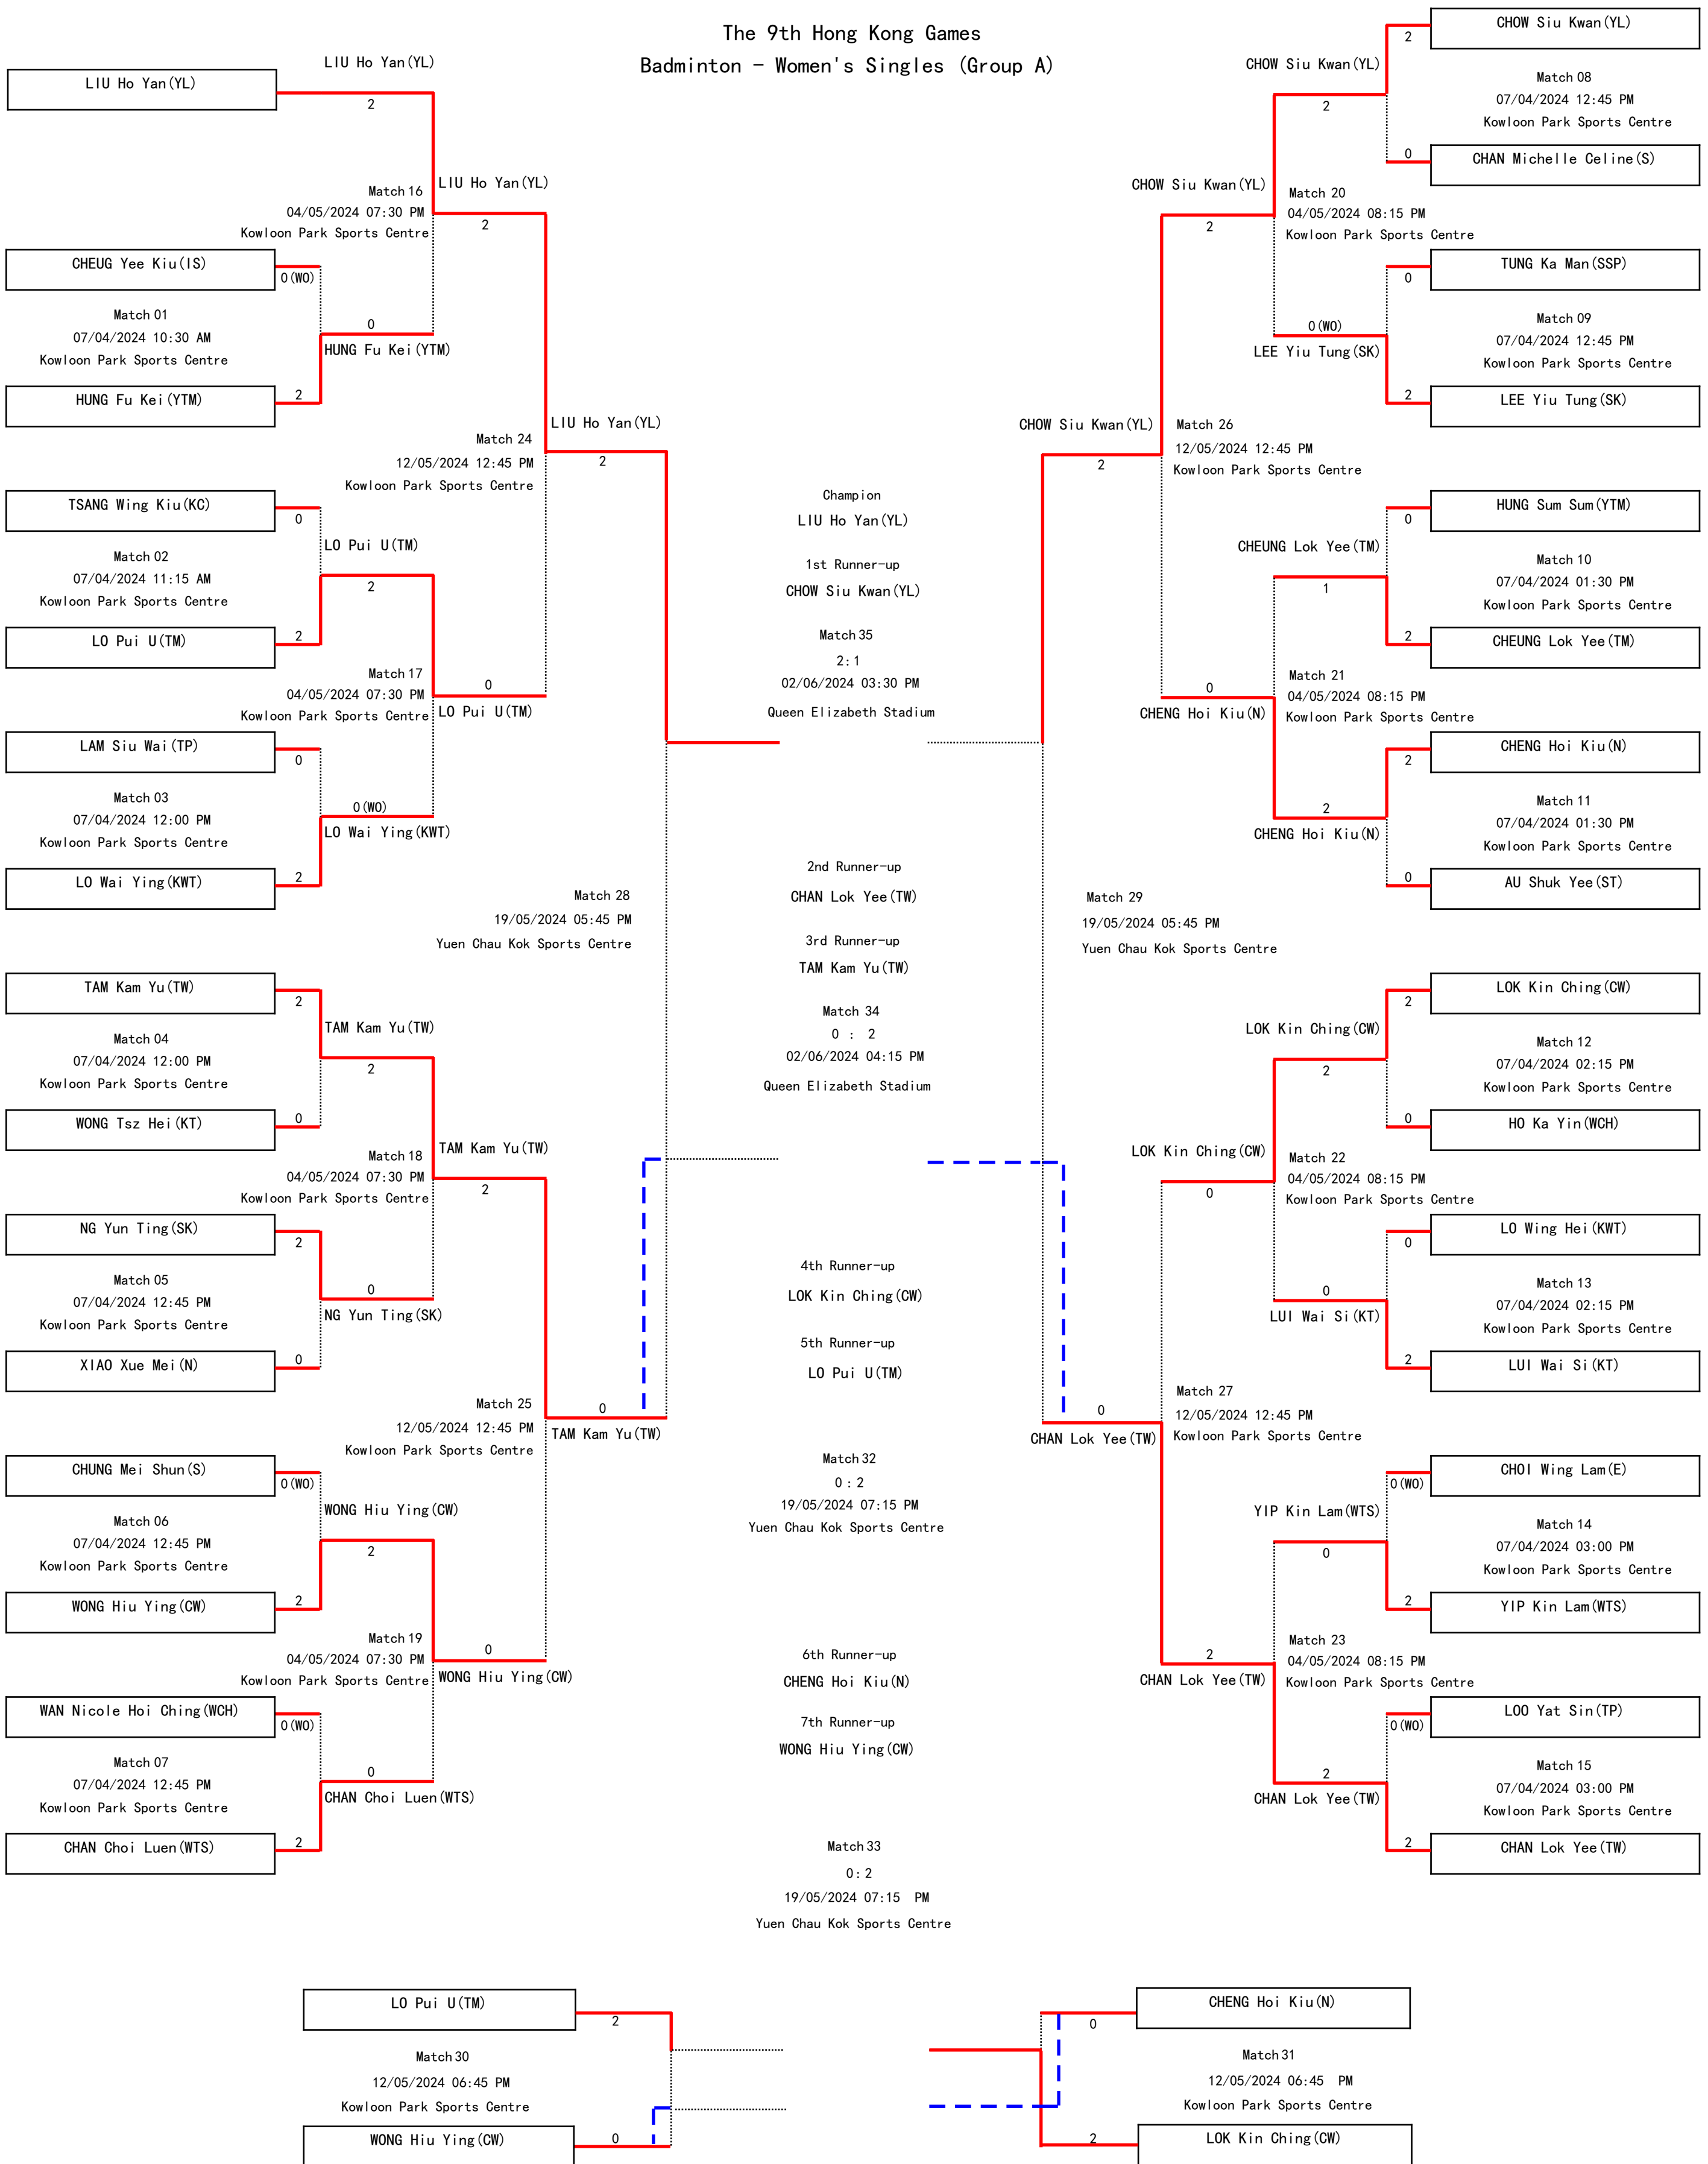 The 9th Hong Kong Games
Badminton - Women's Singles (Group A)
LIU Ho Yan(YL)
LIU Ho Yan(YL)
2
LIU Ho Yan(YL)
Match 16
04/05/2024 07:30 PM
Kowloon Park Sports Centre
2
CHEUG Yee Kiu(IS)
0(WO)
Match 01
07/04/2024 10:30 AM
Kowloon Park Sports Centre
0
HUNG Fu Kei(YTM)
HUNG Fu Kei(YTM)
2
LIU Ho Yan(YL)
2
Match 24
12/05/2024 12:45 PM
Kowloon Park Sports Centre
TSANG Wing Kiu(KC)
0
LO Pui U(TM)
2
Match 02
07/04/2024 11:15 AM
Kowloon Park Sports Centre
LO Pui U(TM)
2
Match 17
04/05/2024 07:30 PM
Kowloon Park Sports Centre
0
LO Pui U(TM)
LAM Siu Wai(TP)
0
Match 03
07/04/2024 12:00 PM
Kowloon Park Sports Centre
0(WO)
LO Wai Ying(KWT)
LO Wai Ying(KWT)
2
Match 28
19/05/2024 05:45 PM
Yuen Chau Kok Sports Centre
TAM Kam Yu(TW)
2
TAM Kam Yu(TW)
2
Match 04
07/04/2024 12:00 PM
Kowloon Park Sports Centre
WONG Tsz Hei(KT)
0
Match 18
04/05/2024 07:30 PM
Kowloon Park Sports Centre
TAM Kam Yu(TW)
2
NG Yun Ting(SK)
2
Match 05
07/04/2024 12:45 PM
Kowloon Park Sports Centre
0
NG Yun Ting(SK)
XIAO Xue Mei(N)
0
Match 25
12/05/2024 12:45 PM
Kowloon Park Sports Centre
0
TAM Kam Yu(TW)
CHUNG Mei Shun(S)
0(WO)
WONG Hiu Ying(CW)
2
Match 06
07/04/2024 12:45 PM
Kowloon Park Sports Centre
WONG Hiu Ying(CW)
2
Match 19
04/05/2024 07:30 PM
Kowloon Park Sports Centre
0
WONG Hiu Ying(CW)
WAN Nicole Hoi Ching(WCH)
0(WO)
Match 07
07/04/2024 12:45 PM
Kowloon Park Sports Centre
0
CHAN Choi Luen(WTS)
CHAN Choi Luen(WTS)
2
Champion
LIU Ho Yan(YL)
1st Runner-up
CHOW Siu Kwan(YL)
Match 35
2:1
02/06/2024 03:30 PM
Queen Elizabeth Stadium
2nd Runner-up
CHAN Lok Yee(TW)
3rd Runner-up
TAM Kam Yu(TW)
Match 34
0 : 2
02/06/2024 04:15 PM
Queen Elizabeth Stadium
4th Runner-up
LOK Kin Ching(CW)
5th Runner-up
LO Pui U(TM)
Match 32
0 : 2
19/05/2024 07:15 PM
Yuen Chau Kok Sports Centre
6th Runner-up
CHENG Hoi Kiu(N)
7th Runner-up
WONG Hiu Ying(CW)
Match 33
0 : 2
19/05/2024 07:15 PM
Yuen Chau Kok Sports Centre
CHOW Siu Kwan(YL)
2
CHOW Siu Kwan(YL)
2
Match 08
07/04/2024 12:45 PM
Kowloon Park Sports Centre
CHAN Michelle Celine(S)
0
CHOW Siu Kwan(YL)
2
Match 20
04/05/2024 08:15 PM
Kowloon Park Sports Centre
TUNG Ka Man(SSP)
0
Match 09
07/04/2024 12:45 PM
Kowloon Park Sports Centre
0(WO)
LEE Yiu Tung(SK)
LEE Yiu Tung(SK)
2
CHOW Siu Kwan(YL)
2
Match 26
12/05/2024 12:45 PM
Kowloon Park Sports Centre
HUNG Sum Sum(YTM)
0
CHEUNG Lok Yee(TM)
1
Match 10
07/04/2024 01:30 PM
Kowloon Park Sports Centre
CHEUNG Lok Yee(TM)
2
Match 21
04/05/2024 08:15 PM
Kowloon Park Sports Centre
0
CHENG Hoi Kiu(N)
CHENG Hoi Kiu(N)
2
Match 11
07/04/2024 01:30 PM
Kowloon Park Sports Centre
2
CHENG Hoi Kiu(N)
AU Shuk Yee(ST)
0
Match 29
19/05/2024 05:45 PM
Yuen Chau Kok Sports Centre
LOK Kin Ching(CW)
2
LOK Kin Ching(CW)
2
Match 12
07/04/2024 02:15 PM
Kowloon Park Sports Centre
HO Ka Yin(WCH)
0
LOK Kin Ching(CW)
0
Match 22
04/05/2024 08:15 PM
Kowloon Park Sports Centre
LO Wing Hei(KWT)
0
Match 13
07/04/2024 02:15 PM
Kowloon Park Sports Centre
0
LUI Wai Si(KT)
LUI Wai Si(KT)
2
Match 27
12/05/2024 12:45 PM
Kowloon Park Sports Centre
0
CHAN Lok Yee(TW)
CHOI Wing Lam(E)
0(WO)
YIP Kin Lam(WTS)
0
Match 14
07/04/2024 03:00 PM
Kowloon Park Sports Centre
YIP Kin Lam(WTS)
2
Match 23
04/05/2024 08:15 PM
Kowloon Park Sports Centre
2
CHAN Lok Yee(TW)
LOO Yat Sin(TP)
0(WO)
Match 15
07/04/2024 03:00 PM
Kowloon Park Sports Centre
2
CHAN Lok Yee(TW)
CHAN Lok Yee(TW)
2
LO Pui U(TM)
2
Match 30
12/05/2024 06:45 PM
Kowloon Park Sports Centre
WONG Hiu Ying(CW)
0
CHENG Hoi Kiu(N)
0
Match 31
12/05/2024 06:45 PM
Kowloon Park Sports Centre
LOK Kin Ching(CW)
2